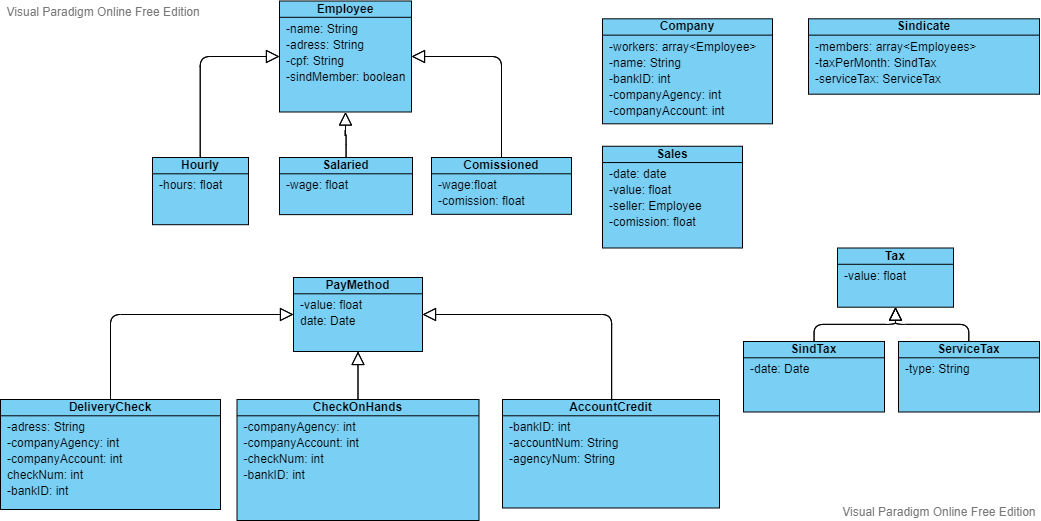 Visual Paradigm Online Free Edition
Employee
-name: String
-adress: String
-cpf: String
-sindMember: boolean
Company
-workers: array<Employee>
-name: String
-bankID: int
-companyAgency: int
-companyAccount: int
Sindicate
-members: array<Employees>
-taxPerMonth: SindTax
-serviceTax: ServiceTax
Hourly
-hours: float
Salaried
-wage: float
Comissioned
-wage:float
-comission: float
Sales
-date: date
-value: float
-seller: Employee
-comission: float
Tax
-value: float
PayMethod
-value: float
date: Date
SindTax
-date: Date
ServiceTax
-type: String
DeliveryCheck
-adress: String
-companyAgency: int
-companyAccount: int
checkNum: int
-bankID: int
CheckOnHands
-companyAgency: int
-companyAccount: int
-checkNum: int
-bankID: int
AccountCredit
-bankID: int
-accountNum: String
-agencyNum: String
Visual Paradigm Online Free Edition